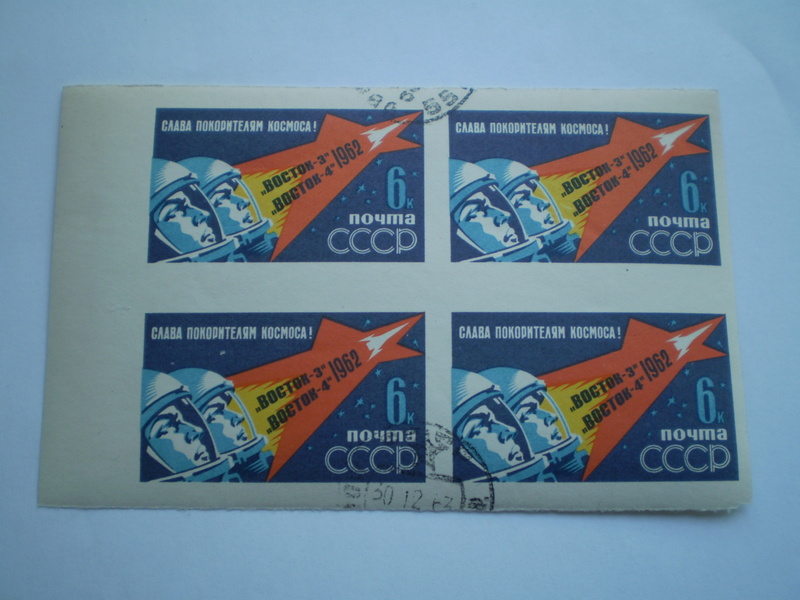 СЛАВА ПОКОРИТЕЛЯМ КОСМОСА!
„ВОСТОК-3“
„ВОСТОК-4“ 1962
6к
почта
СССР
СЛАВА ПОКОРИТЕЛЯМ КОСМОСА!
„ВОСТОК-3“
„ВОСТОК-4“ 1962
6к
почта
СССР
СЛАВА ПОКОРИТЕЛЯМ КОСМОСА!
„ВОСТОК-3“
„ВОСТОК-4“ 1962
6к
почта
СССР
СЛАВА ПОКОРИТЕЛЯМ КОСМОСА!
„ВОСТОК-3“
„ВОСТОК-4“ 1962
6к
почта
СССР
30 12